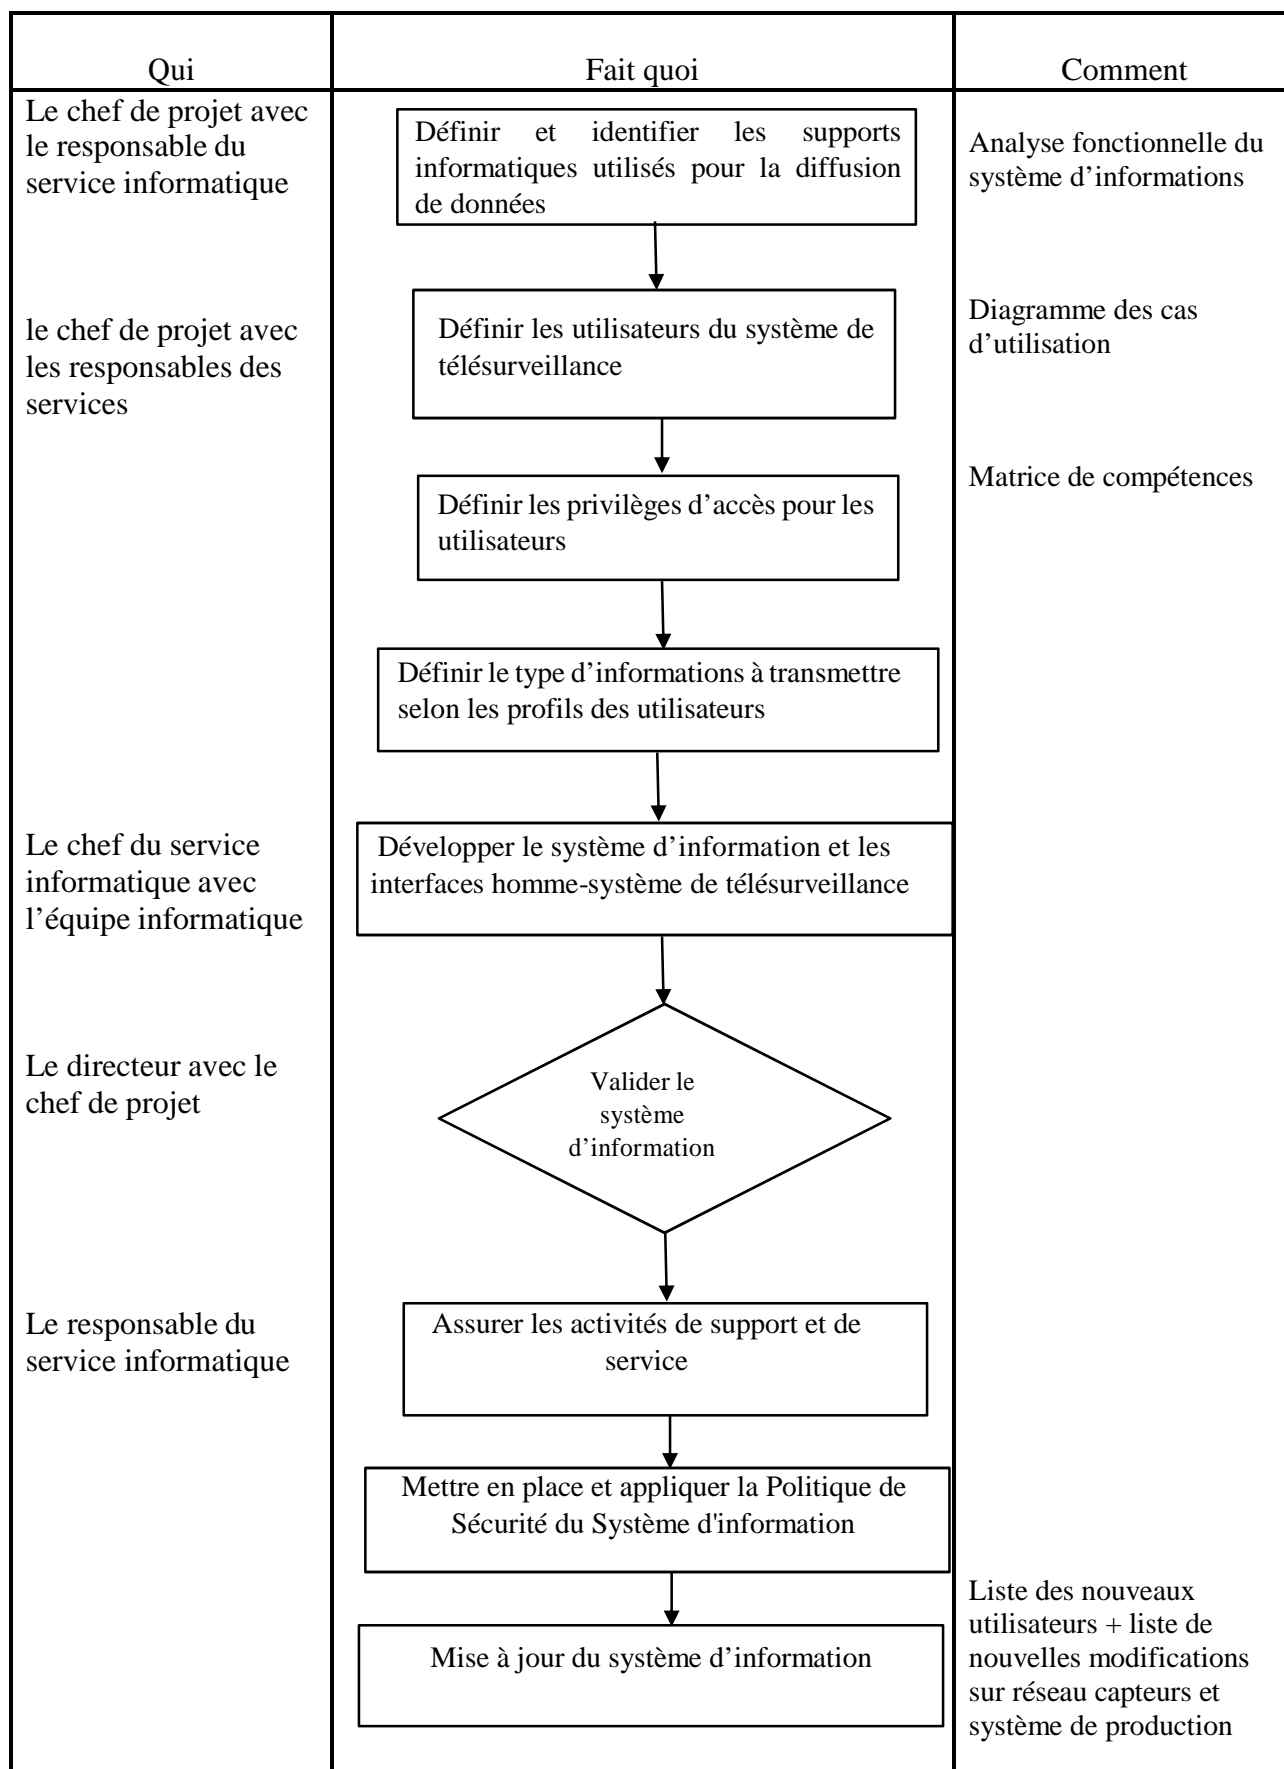 Qui
Fait quoi
Comment
Le chef de projet avec
le responsable du
service informatique
Définir et identifier les supports
informatiques utilisés pour la diffusion
de données
Analyse fonctionnelle du
système d’informations
le chef de projet avec
les responsables des
services
Définir les utilisateurs du système de
télésurveillance
Diagramme des cas
d’utilisation
Définir les privilèges d’accès pour les
utilisateurs
Matrice de compétences
Définir le type d’informations à transmettre
selon les profils des utilisateurs
Le chef du service
informatique avec
l’équipe informatique
Développer le système d’information et les
interfaces homme-système de télésurveillance
Le directeur avec le
chef de projet
Valider le
système
d’information
Le responsable du
service informatique
Assurer les activités de support et de
service
Mettre en place et appliquer la Politique de
Sécurité du Système d'information
Mise à jour du système d’information
Liste des nouveaux
utilisateurs + liste de
nouvelles modifications
sur réseau capteurs et
système de production